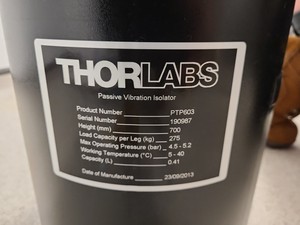 THORLABS
Passive Vibration Isolator
Product Number PTP603
Serial Number 190987
Height (mm) 700
Load Capacity per Leg (kg) 275
Max Operating Pressure (bar) 4.5 - 5.2
Working Temperature (°C) 5 - 40
Capacity (L) 0.41
Date of Manufacture 23/09/2013